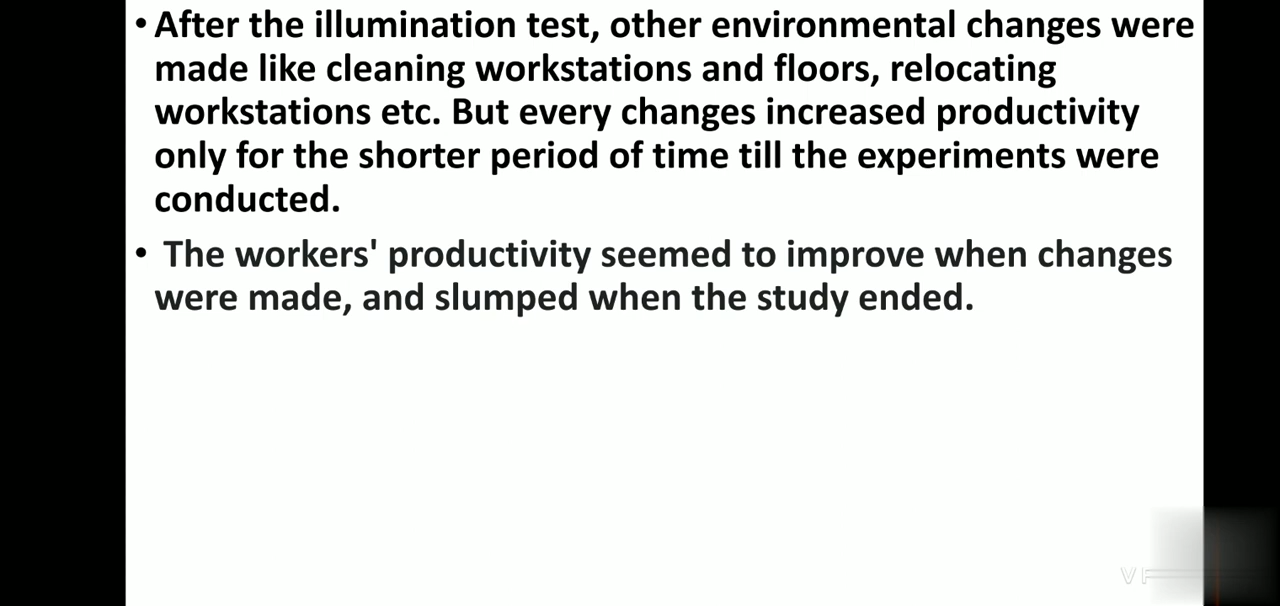 • After the illumination test, other environmental changes were
made like cleaning workstations and floors, relocating
workstations etc. But every changes increased productivity
only for the shorter period of time till the experiments were
conducted.
• The workers' productivity seemed to improve when changes
were made, and slumped when the study ended.